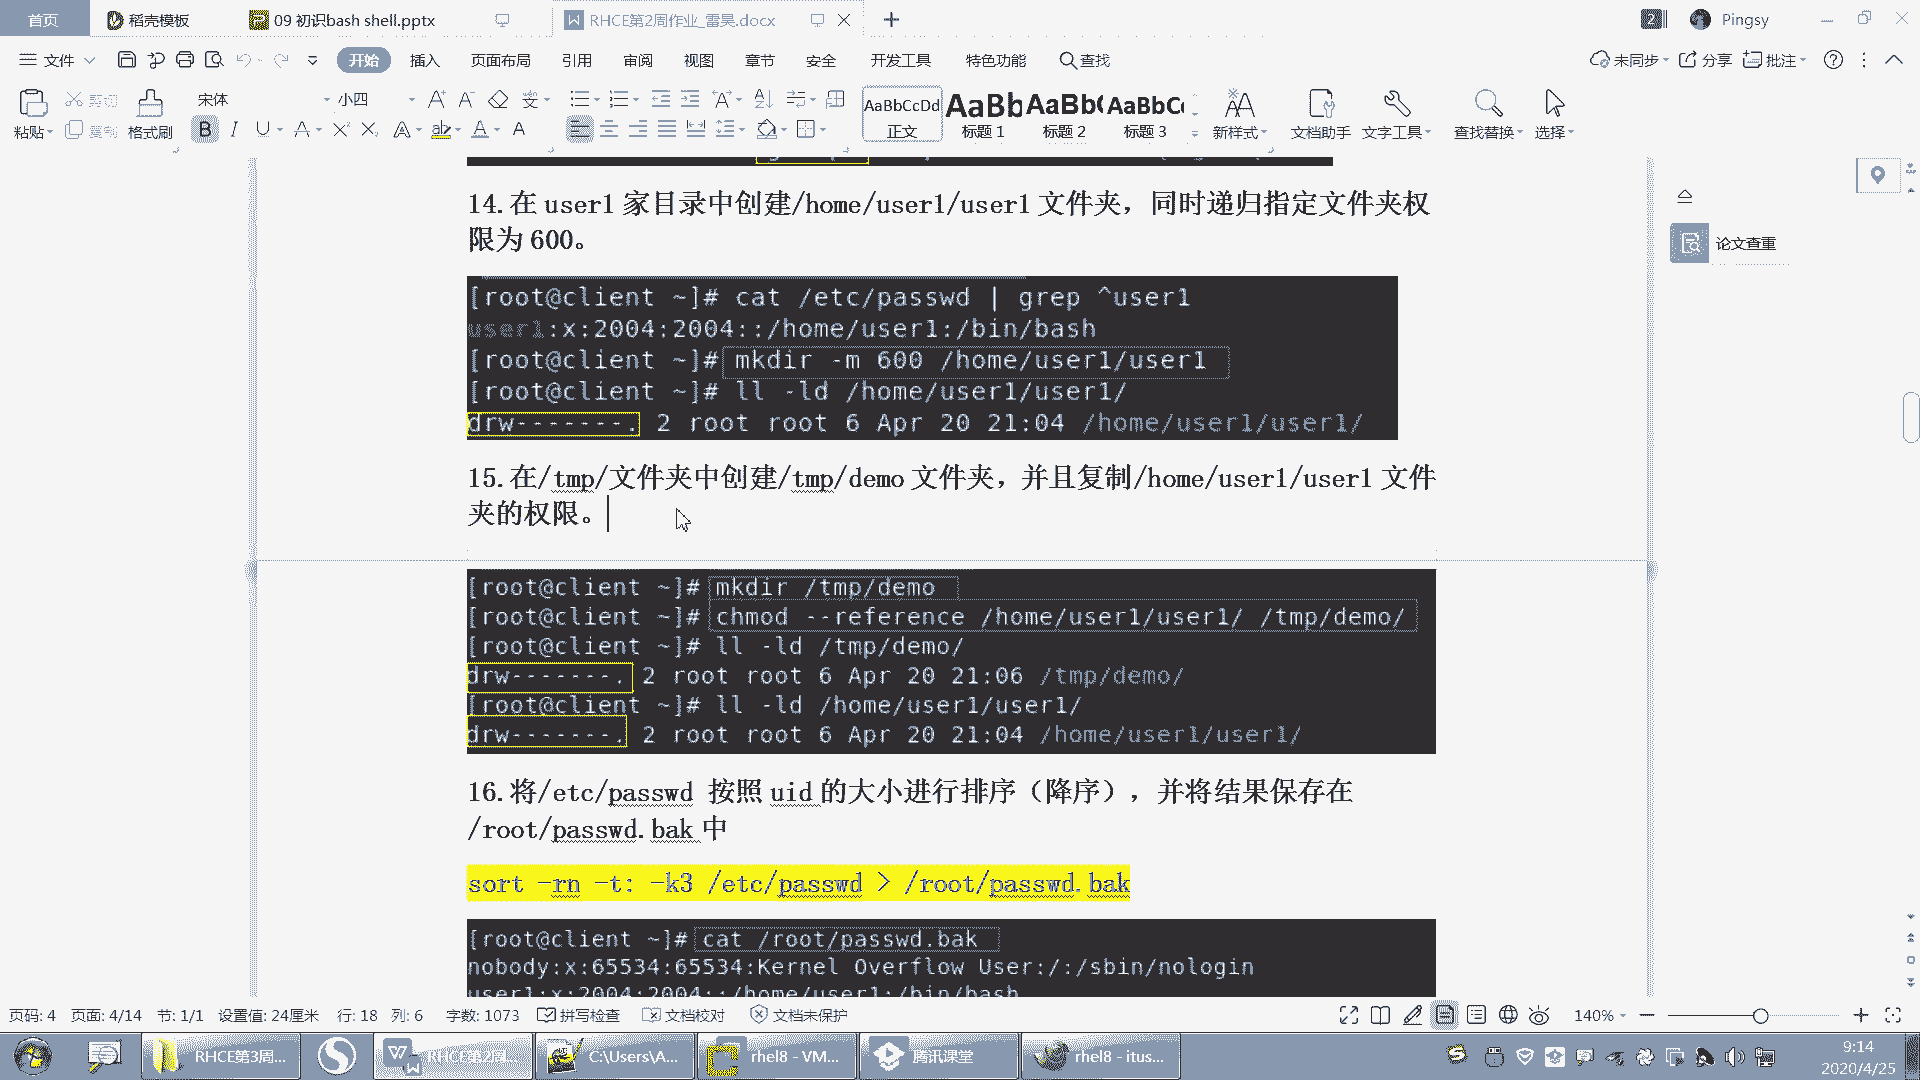 首页
稻壳模板
09 初识bash shell.pptx
RHCE第2周作业_雷昊.docx
2
Pingsy
文件
开始
插入
页面布局
引用
审阅
视图
章节
安全
开发工具
特色功能
查找
未同步
分享
批注
粘贴
剪切
复制
格式刷
宋体
小四
AaBbCcDd
正文
标题 1
标题 2
标题 3
新样式
文档助手
文字工具
查找替换
选择
14.在 user1 家目录中创建/home/user1/user1 文件夹，同时递归指定文件夹权
限为 600。
[root@client ~]# cat /etc/passwd | grep ^user1
user1:x:2004:2004::/home/user1:/bin/bash
[root@client ~]# mkdir -m 600 /home/user1/user1
[root@client ~]# ll -ld /home/user1/user1/
drw-------. 2 root root 6 Apr 20 21:04 /home/user1/user1/
15.在/tmp/文件夹中创建/tmp/demo 文件夹，并且复制/home/user1/user1 文件
夹的权限。
[root@client ~]# mkdir /tmp/demo
[root@client ~]# chmod --reference /home/user1/user1/ /tmp/demo/
[root@client ~]# ll -ld /tmp/demo/
drw-------. 2 root root 6 Apr 20 21:06 /tmp/demo/
[root@client ~]# ll -ld /home/user1/user1/
drw-------. 2 root root 6 Apr 20 21:04 /home/user1/user1/
16.将/etc/passwd 按照 uid 的大小进行排序（降序），并将结果保存在
/root/passwd.bak 中
sort -rn -t: -k3 /etc/passwd > /root/passwd.bak
[root@client ~]# cat /root/passwd.bak
nobody:x:65534:65534:Kernel Overflow User:/:/sbin/nologin
user1:x:2004:2004::/home/user1:/bin/bash
论文查重
页码: 4
页面: 4/14
节: 1/1
设置值: 24厘米
行: 18
列: 6
字数: 1073
拼写检查
文档校对
文档未保护
140%
RHCE第3周...
RHCE第2周...
C:\Users\A...
rhel8 - VM...
腾讯课堂
rhel8 - itus...
9:14
2020/4/25